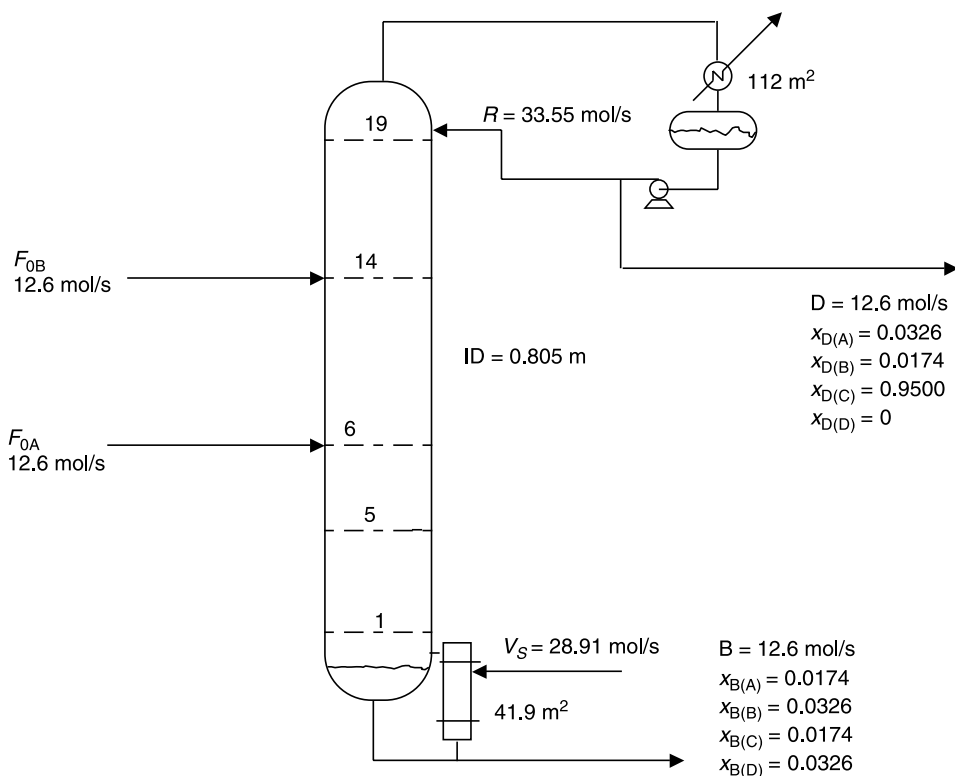 112 m²
19
R = 33.55 mol/s
F0B
12.6 mol/s
14
D = 12.6 mol/s
xD(A) = 0.0326
xD(B) = 0.0174
xD(C) = 0.9500
xD(D) = 0
ID = 0.805 m
F0A
12.6 mol/s
6
5
1
VS = 28.91 mol/s
41.9 m²
B = 12.6 mol/s
xB(A) = 0.0174
xB(B) = 0.0326
xB(C) = 0.0174
xB(D) = 0.0326